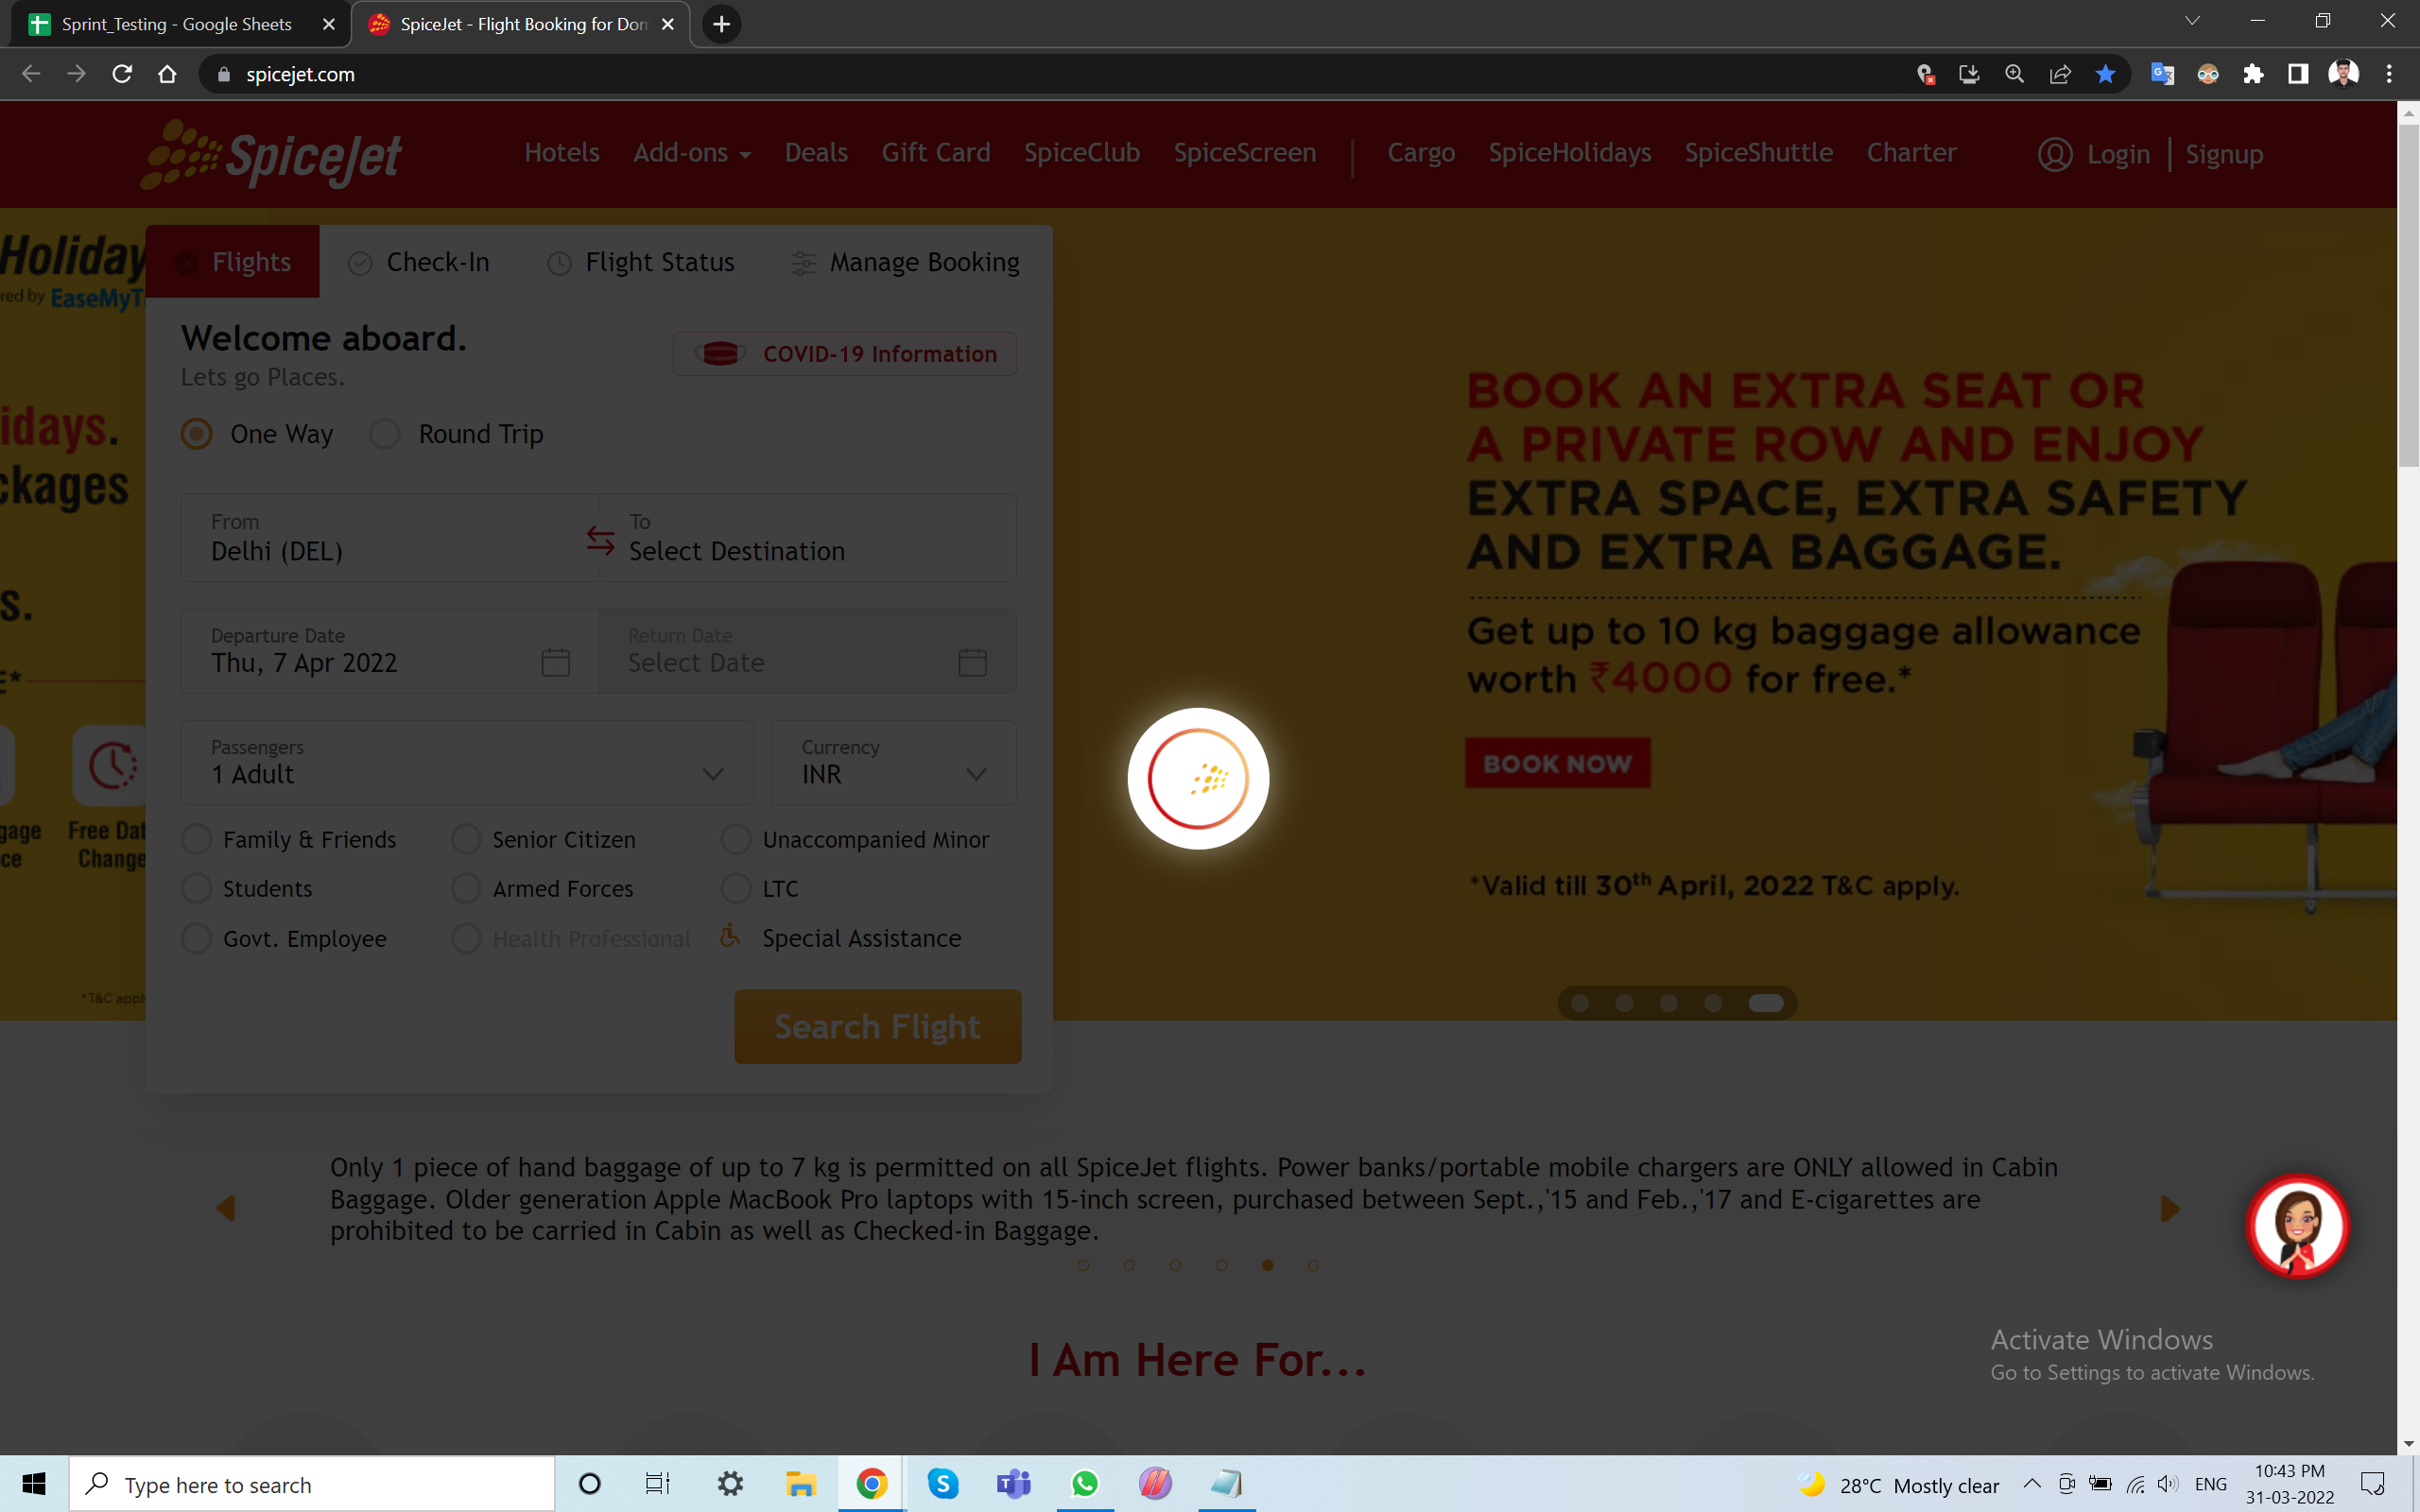 Sprint_Testing - Google Sheets
SpiceJet - Flight Booking for Dom
spicejet.com
SpiceJet
Hotels
Add-ons
Deals
Gift Card
SpiceClub
SpiceScreen
Cargo
SpiceHolidays
SpiceShuttle
Charter
Login
Signup
Holiday
red by EaseMyT
idays.
ckages
s.
E*
gage
ce
Free Dat
Change
*T&C apply
Flights
Check-In
Flight Status
Manage Booking
Welcome aboard.
Lets go Places.
COVID-19 Information
One Way
Round Trip
From
Delhi (DEL)
To
Select Destination
Departure Date
Thu, 7 Apr 2022
Return Date
Select Date
Passengers
1 Adult
Currency
INR
Family & Friends
Senior Citizen
Unaccompanied Minor
Students
Armed Forces
LTC
Govt. Employee
Health Professional
Special Assistance
Search Flight
BOOK AN EXTRA SEAT OR
A PRIVATE ROW AND ENJOY
EXTRA SPACE, EXTRA SAFETY
AND EXTRA BAGGAGE.
Get up to 10 kg baggage allowance
worth ₹4000 for free.*
BOOK NOW
*Valid till 30th April, 2022 T&C apply.
Only 1 piece of hand baggage of up to 7 kg is permitted on all SpiceJet flights. Power banks/portable mobile chargers are ONLY allowed in Cabin
Baggage. Older generation Apple MacBook Pro laptops with 15-inch screen, purchased between Sept.,'15 and Feb.,'17 and E-cigarettes are
prohibited to be carried in Cabin as well as Checked-in Baggage.
I Am Here For...
Activate Windows
Go to Settings to activate Windows.
Type here to search
28°C Mostly clear
ENG
10:43 PM
31-03-2022